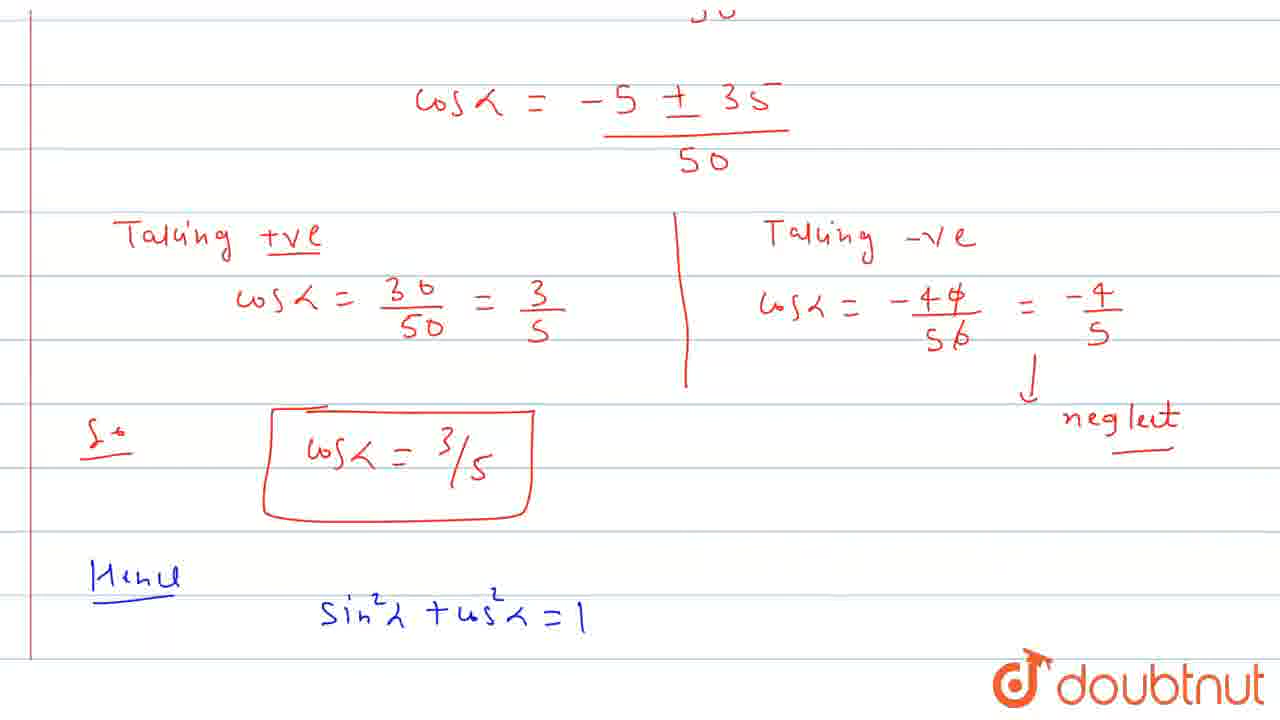 cos α = -5 ± 35 / 50
Taking +ve
cos α = 30/50 = 3/5
Taking -ve
cos α = -40/50 = -4/5
neglect
So
cos α = 3/5
Hence
sin²α + cos²α = 1
doubtnut